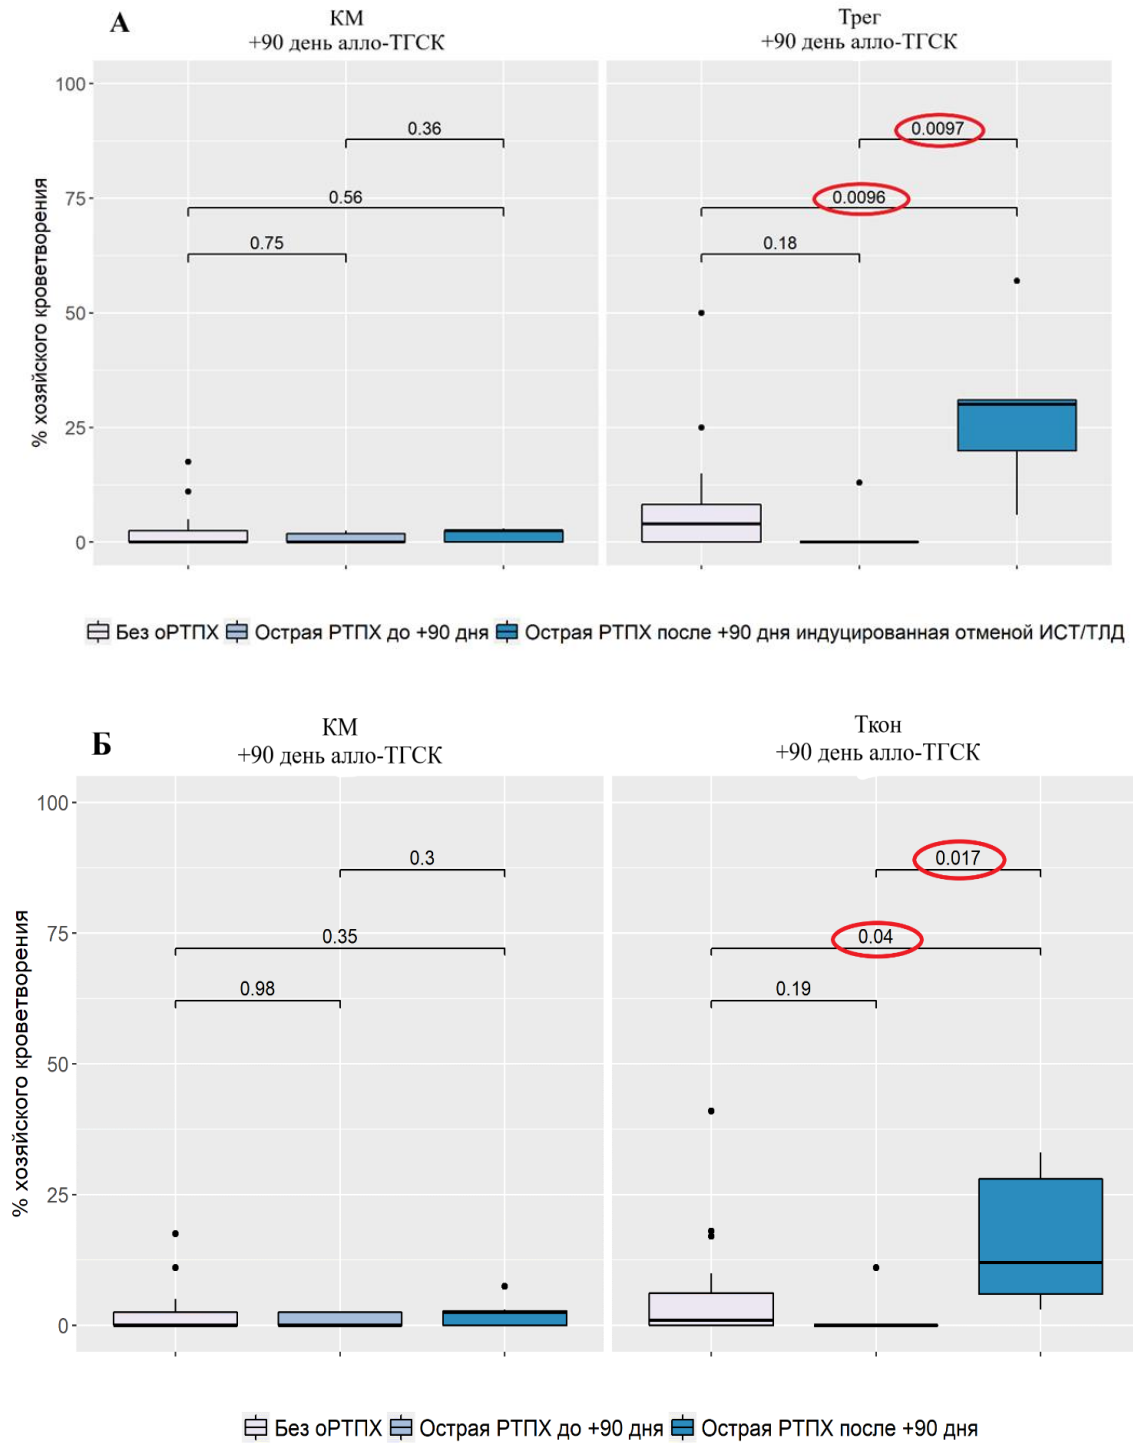 А
КМ
+90 день алло-ТГСК
Трег
+90 день алло-ТГСК
% хозяйского кроветворения
100
75
50
25
0
0.36
0.56
0.75
0.0097
0.0096
0.18
Без оРТПХ Острая РТПХ до +90 дня Острая РТПХ после +90 дня индуцированная отменой ИСТ/ТЛД
Б
КМ
+90 день алло-ТГСК
Ткон
+90 день алло-ТГСК
% хозяйского кроветворения
100
75
50
25
0
0.3
0.35
0.98
0.017
0.04
0.19
Без оРТПХ Острая РТПХ до +90 дня Острая РТПХ после +90 дня